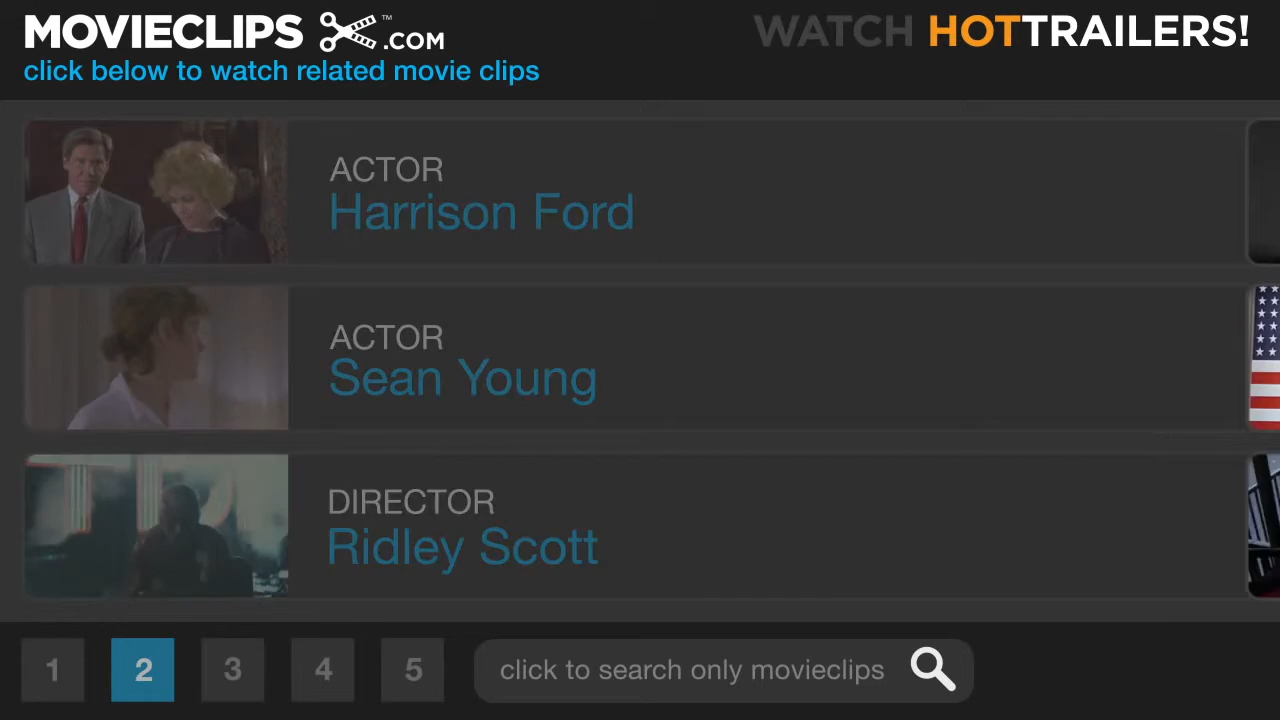 MOVIECLIPS ™ .COM
click below to watch related movie clips
WATCH HOTTRAILERS!
ACTOR
Harrison Ford
ACTOR
Sean Young
DIRECTOR
Ridley Scott
1 2 3 4 5
click to search only movieclips